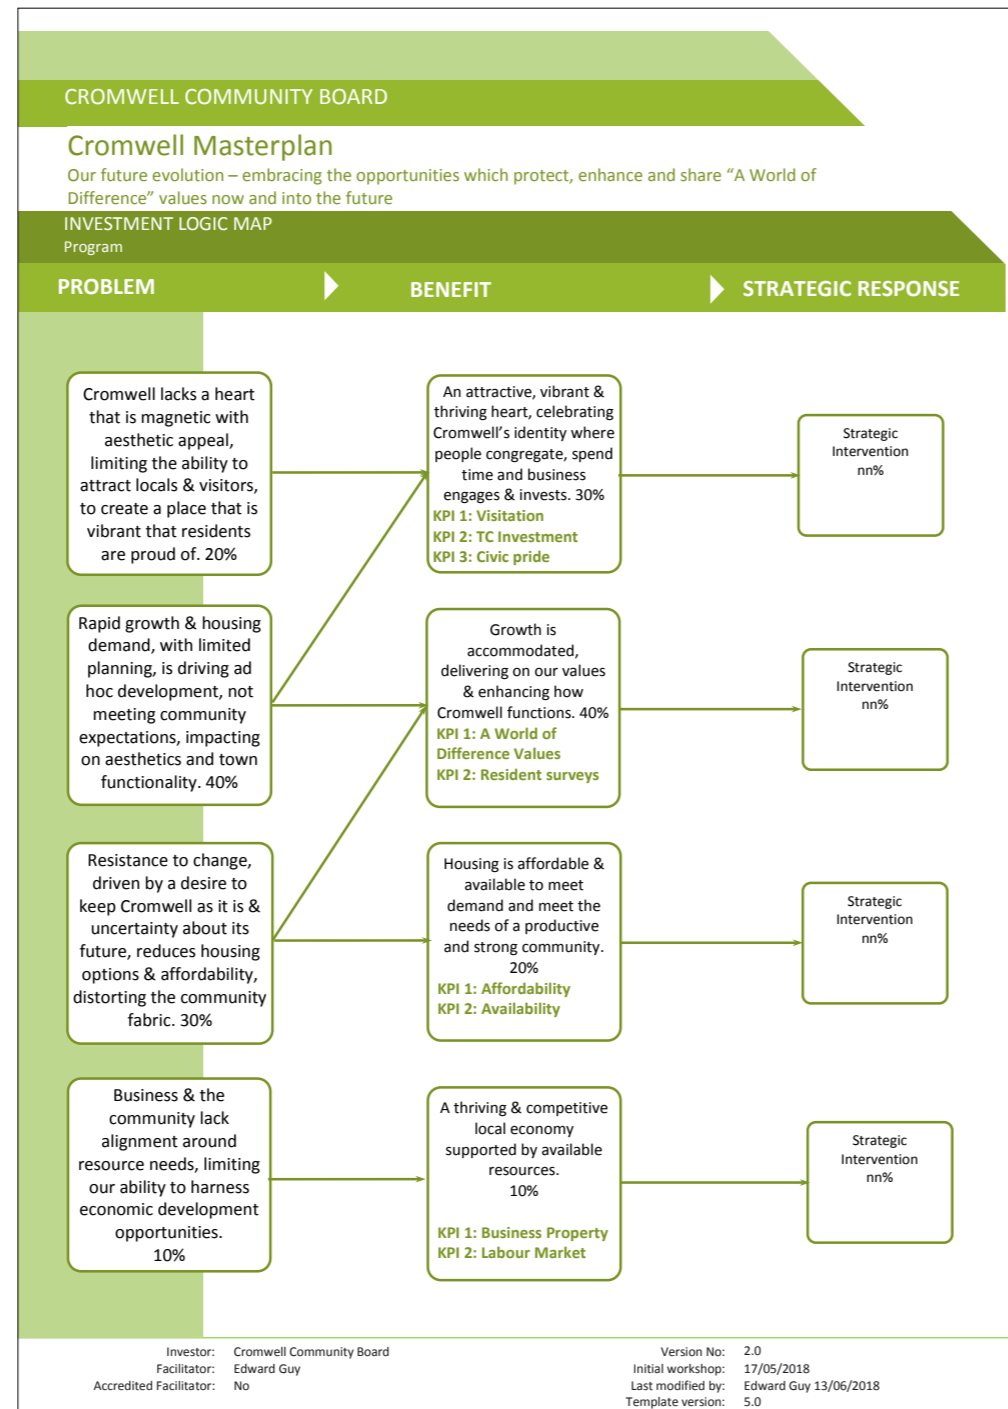 CROMWELL COMMUNITY BOARD
Cromwell Masterplan
Our future evolution – embracing the opportunities which protect, enhance and share “A World of
Difference” values now and into the future
INVESTMENT LOGIC MAP
Program
PROBLEM
BENEFIT
STRATEGIC RESPONSE
Cromwell lacks a heart
that is magnetic with
aesthetic appeal,
limiting the ability to
attract locals & visitors,
to create a place that is
vibrant that residents
are proud of. 20%
An attractive, vibrant &
thriving heart, celebrating
Cromwell’s identity where
people congregate, spend
time and business
engages & invests. 30%
KPI 1: Visitation
KPI 2: TC Investment
KPI 3: Civic pride
Strategic
Intervention
nn%
Rapid growth & housing
demand, with limited
planning, is driving ad
hoc development, not
meeting community
expectations, impacting
on aesthetics and town
functionality. 40%
Growth is
accommodated,
delivering on our values
& enhancing how
Cromwell functions. 40%
KPI 1: A World of
Difference Values
KPI 2: Resident surveys
Strategic
Intervention
nn%
Resistance to change,
driven by a desire to
keep Cromwell as it is &
uncertainty about its
future, reduces housing
options & affordability,
distorting the community
fabric. 30%
Housing is affordable &
available to meet
demand and meet the
needs of a productive
and strong community.
20%
KPI 1: Affordability
KPI 2: Availability
Strategic
Intervention
nn%
Business & the
community lack
alignment around
resource needs, limiting
our ability to harness
economic development
opportunities.
10%
A thriving & competitive
local economy
supported by available
resources.
10%
KPI 1: Business Property
KPI 2: Labour Market
Strategic
Intervention
nn%
Investor: Cromwell Community Board
Facilitator: Edward Guy
Accredited Facilitator: No
Version No: 2.0
Initial workshop: 17/05/2018
Last modified by: Edward Guy 13/06/2018
Template version: 5.0